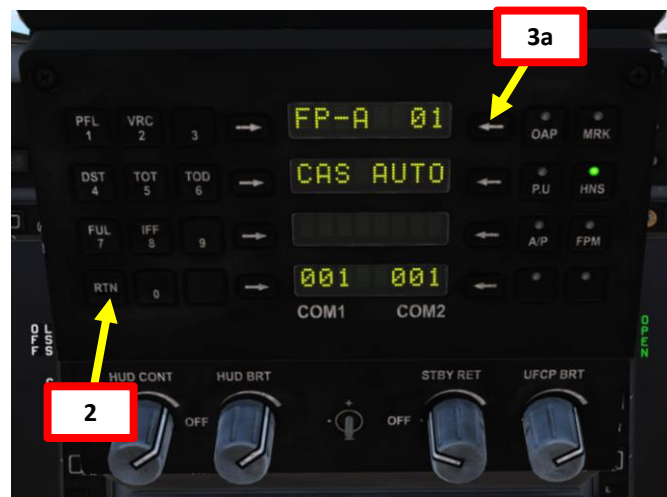 3a
PFL 1
VRC 2
3
FP-A 01
OAP
MRK
DST 4
TOT 5
TOD 6
CAS AUTO
P.U
HNS
FUL 7
IFF 8
9
A/P
FPM
RTN
0
001 001
COM1 COM2
OPEN
HUD CONT
HUD BRT
STBY RET
UFCP BRT
2
OFF
OFF